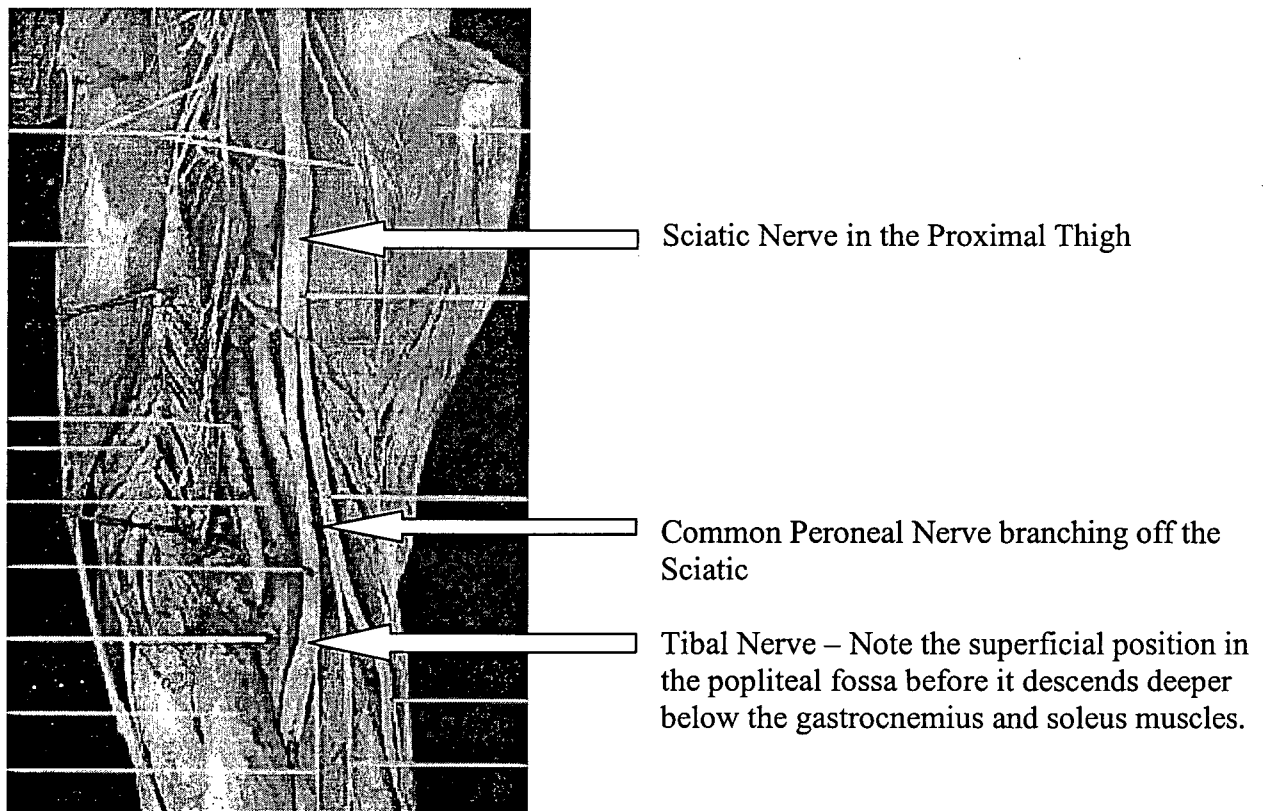 Sciatic Nerve in the Proximal Thigh
Common Peroneal Nerve branching off the
Sciatic
Tibal Nerve – Note the superficial position in
the popliteal fossa before it descends deeper
below the gastrocnemius and soleus muscles.